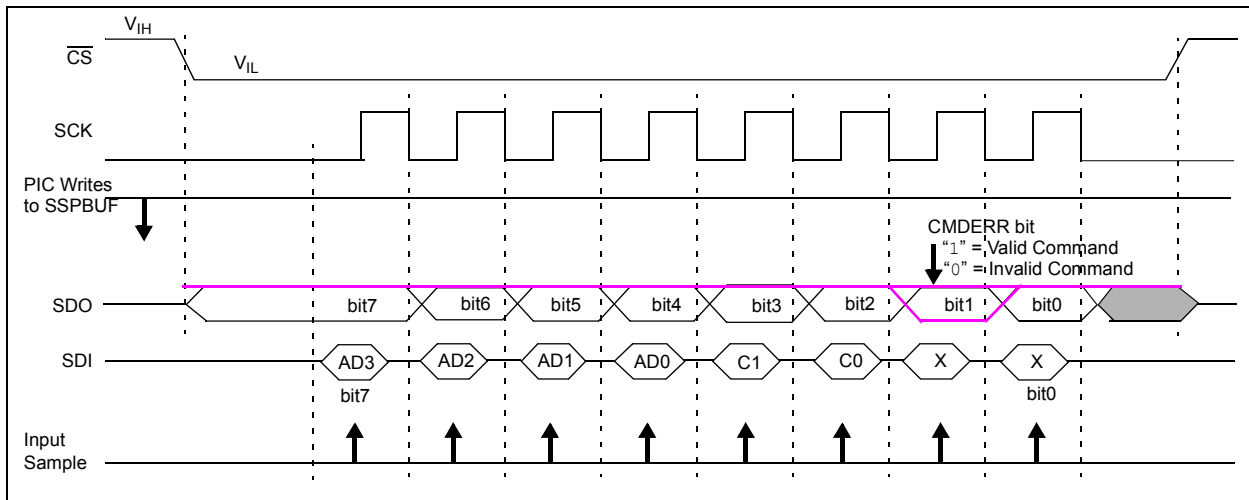 VIH
CS
VIL
SCK
PIC Writes
to SSPBUF
CMDERR bit
“1” = Valid Command
“0” = Invalid Command
SDO bit7 bit6 bit5 bit4 bit3 bit2 bit1 bit0
SDI AD3 AD2 AD1 AD0 C1 C0 X X
bit7 bit0
Input
Sample